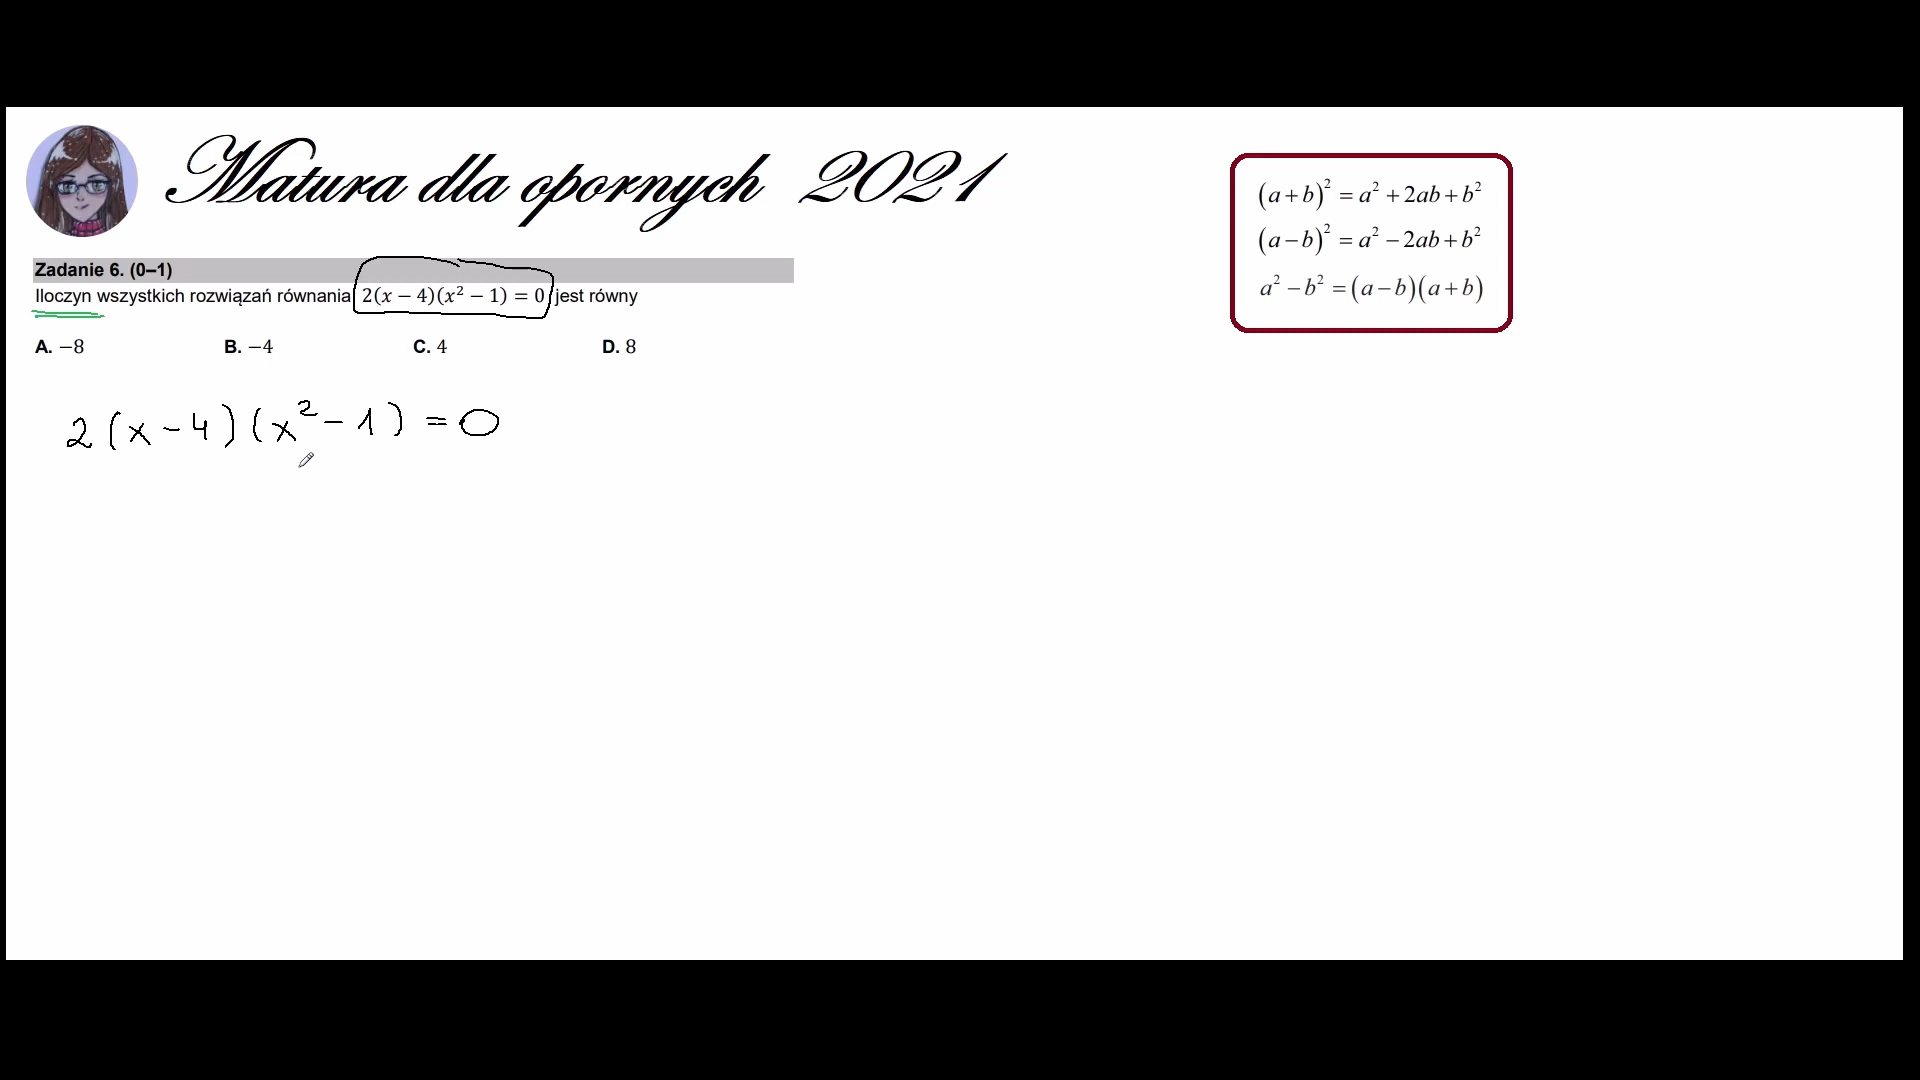 Matura dla opornych 2021
(a+b)² = a² + 2ab + b²
(a−b)² = a² − 2ab + b²
a² − b² = (a−b)(a+b)
Zadanie 6. (0–1)
Iloczyn wszystkich rozwiązań równania 2(x − 4)(x² − 1) = 0 jest równy
A. −8 B. −4 C. 4 D. 8
2(x−4)(x²−1) = 0